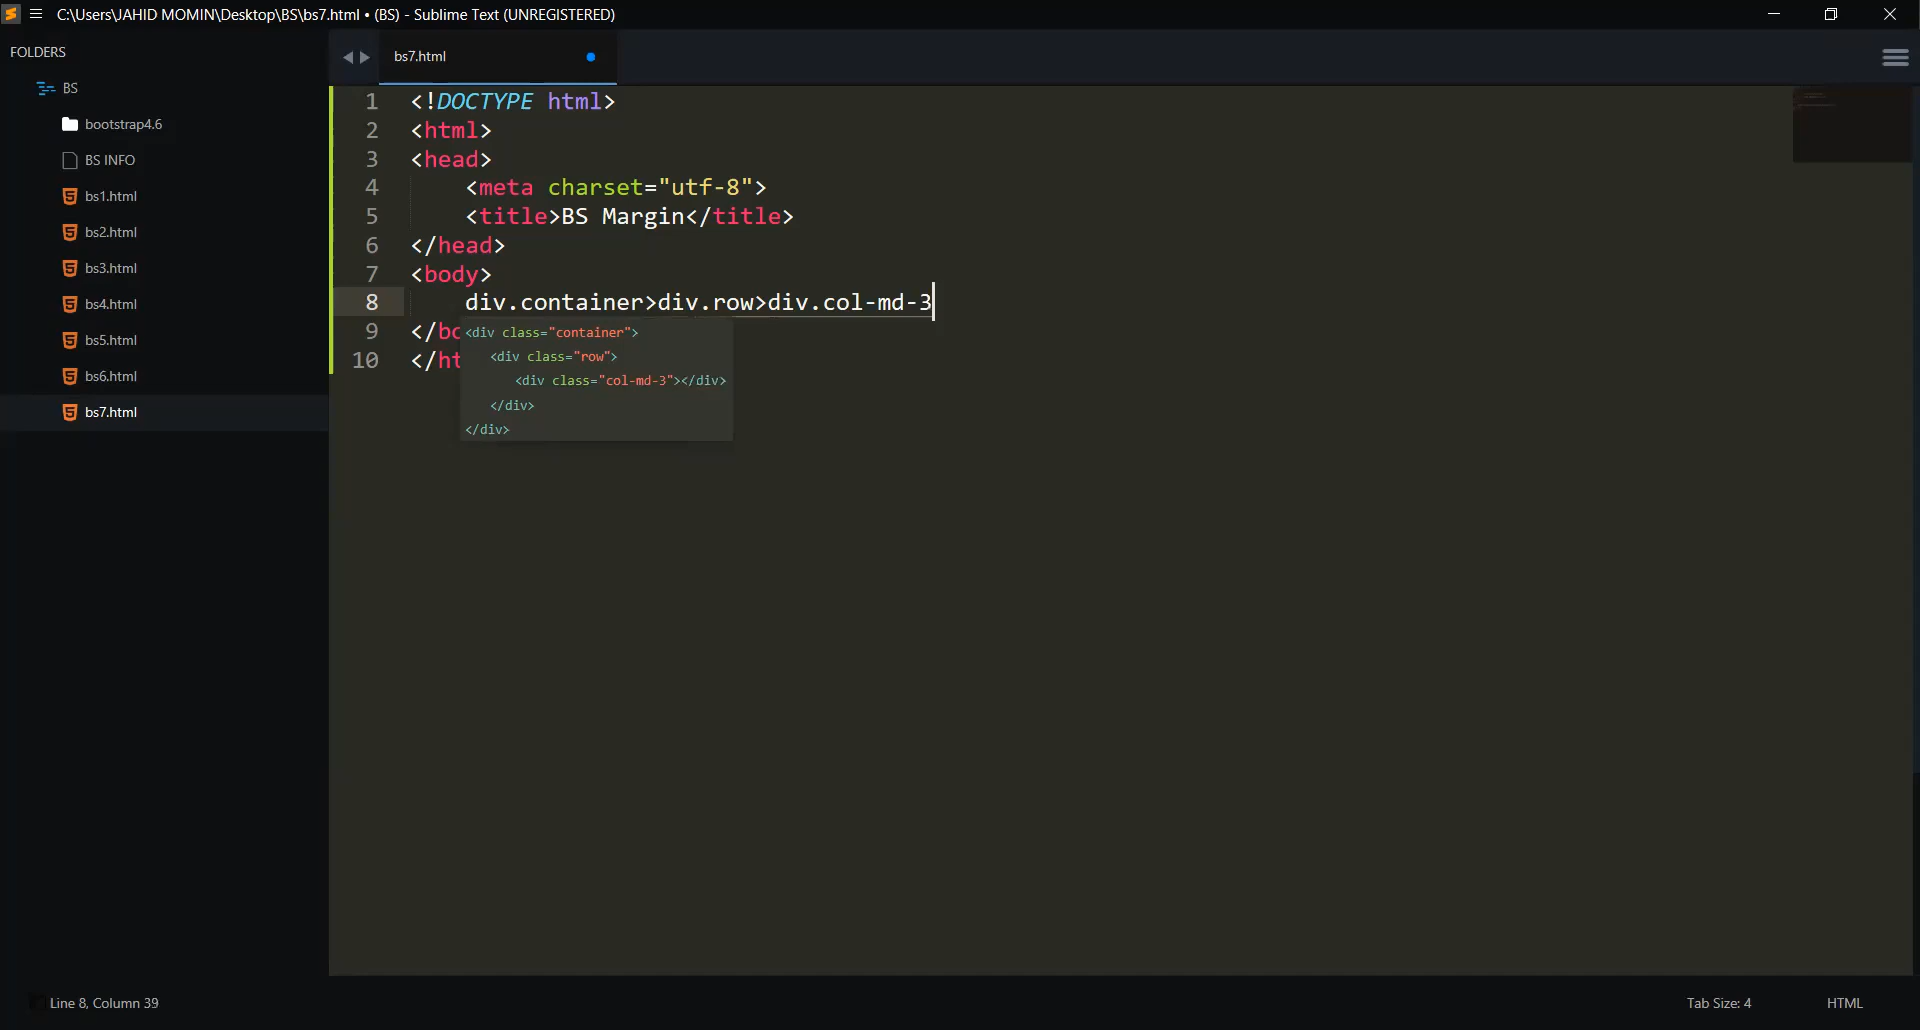 C:\Users\JAHID MOMIN\Desktop\BS\bs7.html • (BS) - Sublime Text (UNREGISTERED)
FOLDERS
BS
bootstrap4.6
BS INFO
bs1.html
bs2.html
bs3.html
bs4.html
bs5.html
bs6.html
bs7.html
bs7.html
1 <!DOCTYPE html>
2 <html>
3 <head>
4 <meta charset="utf-8">
5 <title>BS Margin</title>
6 </head>
7 <body>
8 div.container>div.row>div.col-md-3
9 </bo
10 </ht
<div class="container">
<div class="row">
<div class="col-md-3"></div>
</div>
</div>
Line 8, Column 39
Tab Size: 4
HTML